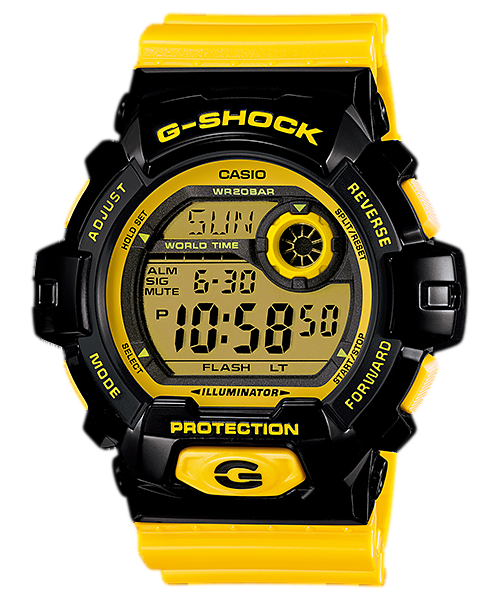 G-SHOCK
CASIO
WR20BAR
ADJUST
HOLD SET
SUN
SPLIT/RESET
REVERSE
WORLD TIME
ALM
SIG
MUTE
6-30
P 10:58 50
MODE
SELECT
FLASH LT
START/STOP
FORWARD
ILLUMINATOR
PROTECTION
G